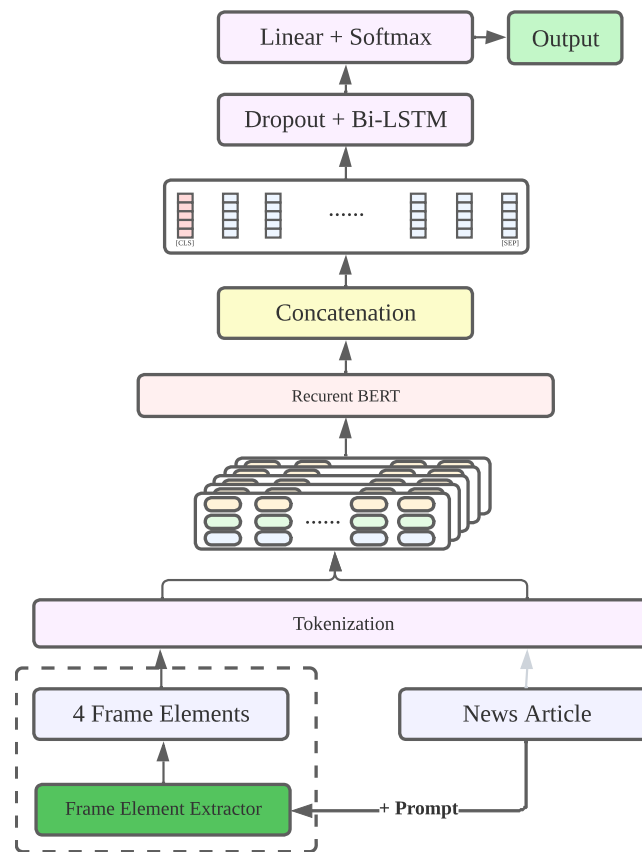 Linear + Softmax
Output
Dropout + Bi-LSTM
......
[CLS]
[SEP]
Concatenation
Recurent BERT
......
Tokenization
4 Frame Elements
News Article
Frame Element Extractor
+ Prompt